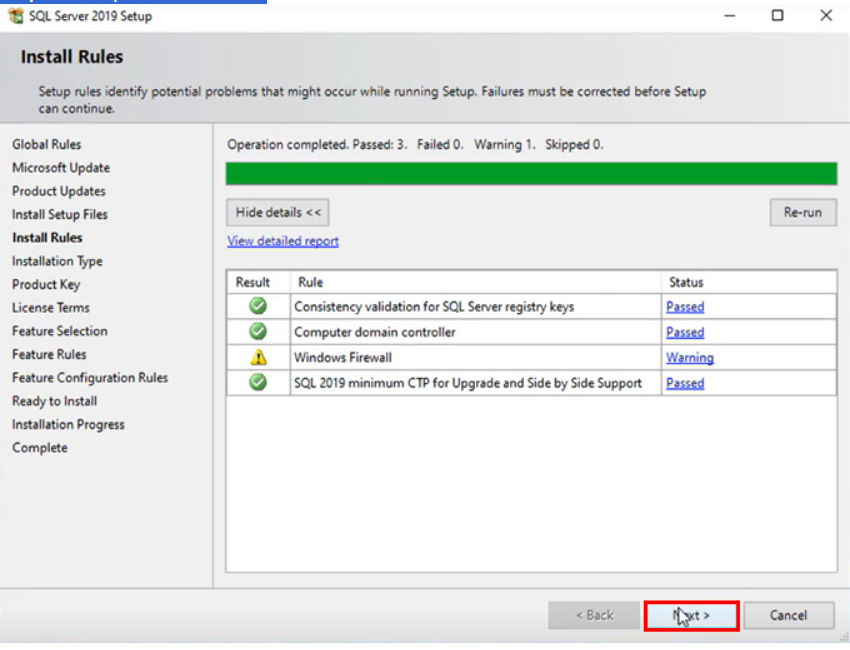 SQL Server 2019 Setup
Install Rules
Setup rules identify potential problems that might occur while running Setup. Failures must be corrected before Setup
can continue.
Global Rules
Microsoft Update
Product Updates
Install Setup Files
Install Rules
Installation Type
Product Key
License Terms
Feature Selection
Feature Rules
Feature Configuration Rules
Ready to Install
Installation Progress
Complete
Operation completed. Passed: 3. Failed 0. Warning 1. Skipped 0.
Hide details <<
Re-run
View detailed report
Result Rule Status
Consistency validation for SQL Server registry keys Passed
Computer domain controller Passed
Windows Firewall Warning
SQL 2019 minimum CTP for Upgrade and Side by Side Support Passed
< Back Next > Cancel